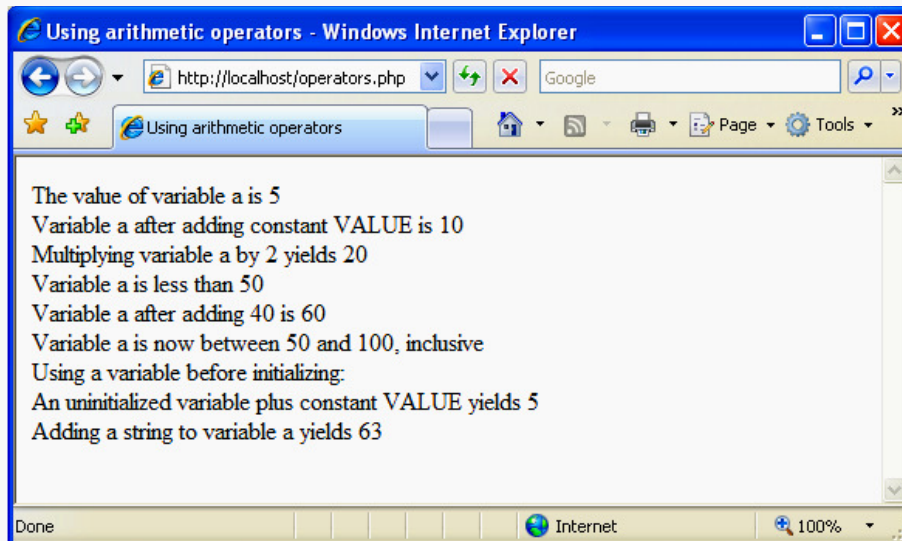 Using arithmetic operators - Windows Internet Explorer
http://localhost/operators.php
Google
Using arithmetic operators
Page
Tools
The value of variable a is 5
Variable a after adding constant VALUE is 10
Multiplying variable a by 2 yields 20
Variable a is less than 50
Variable a after adding 40 is 60
Variable a is now between 50 and 100, inclusive
Using a variable before initializing:
An uninitialized variable plus constant VALUE yields 5
Adding a string to variable a yields 63
Done
Internet
100%